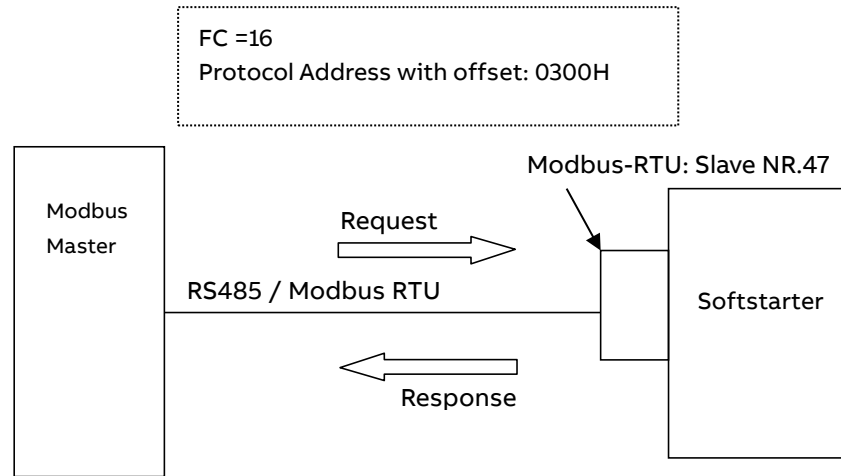 FC =16
Protocol Address with offset: 0300H
Modbus-RTU: Slave NR.47
Modbus
Master
Request
RS485 / Modbus RTU
Softstarter
Response